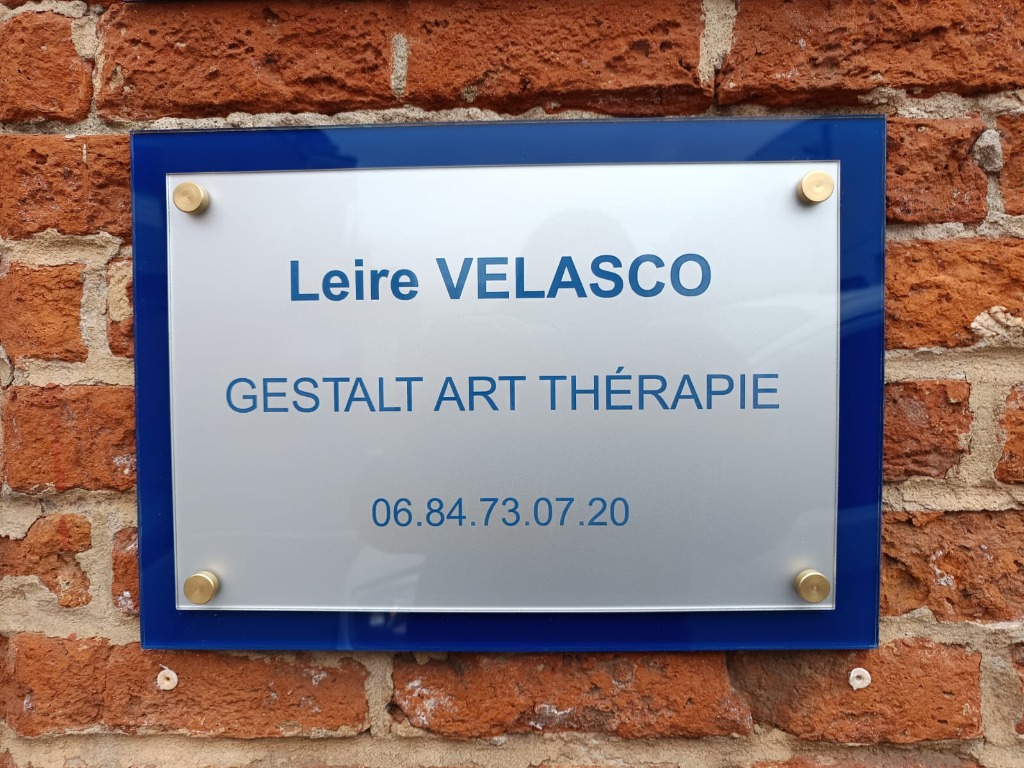 Leire VELASCO
GESTALT ART THÉRAPIE
06.84.73.07.20